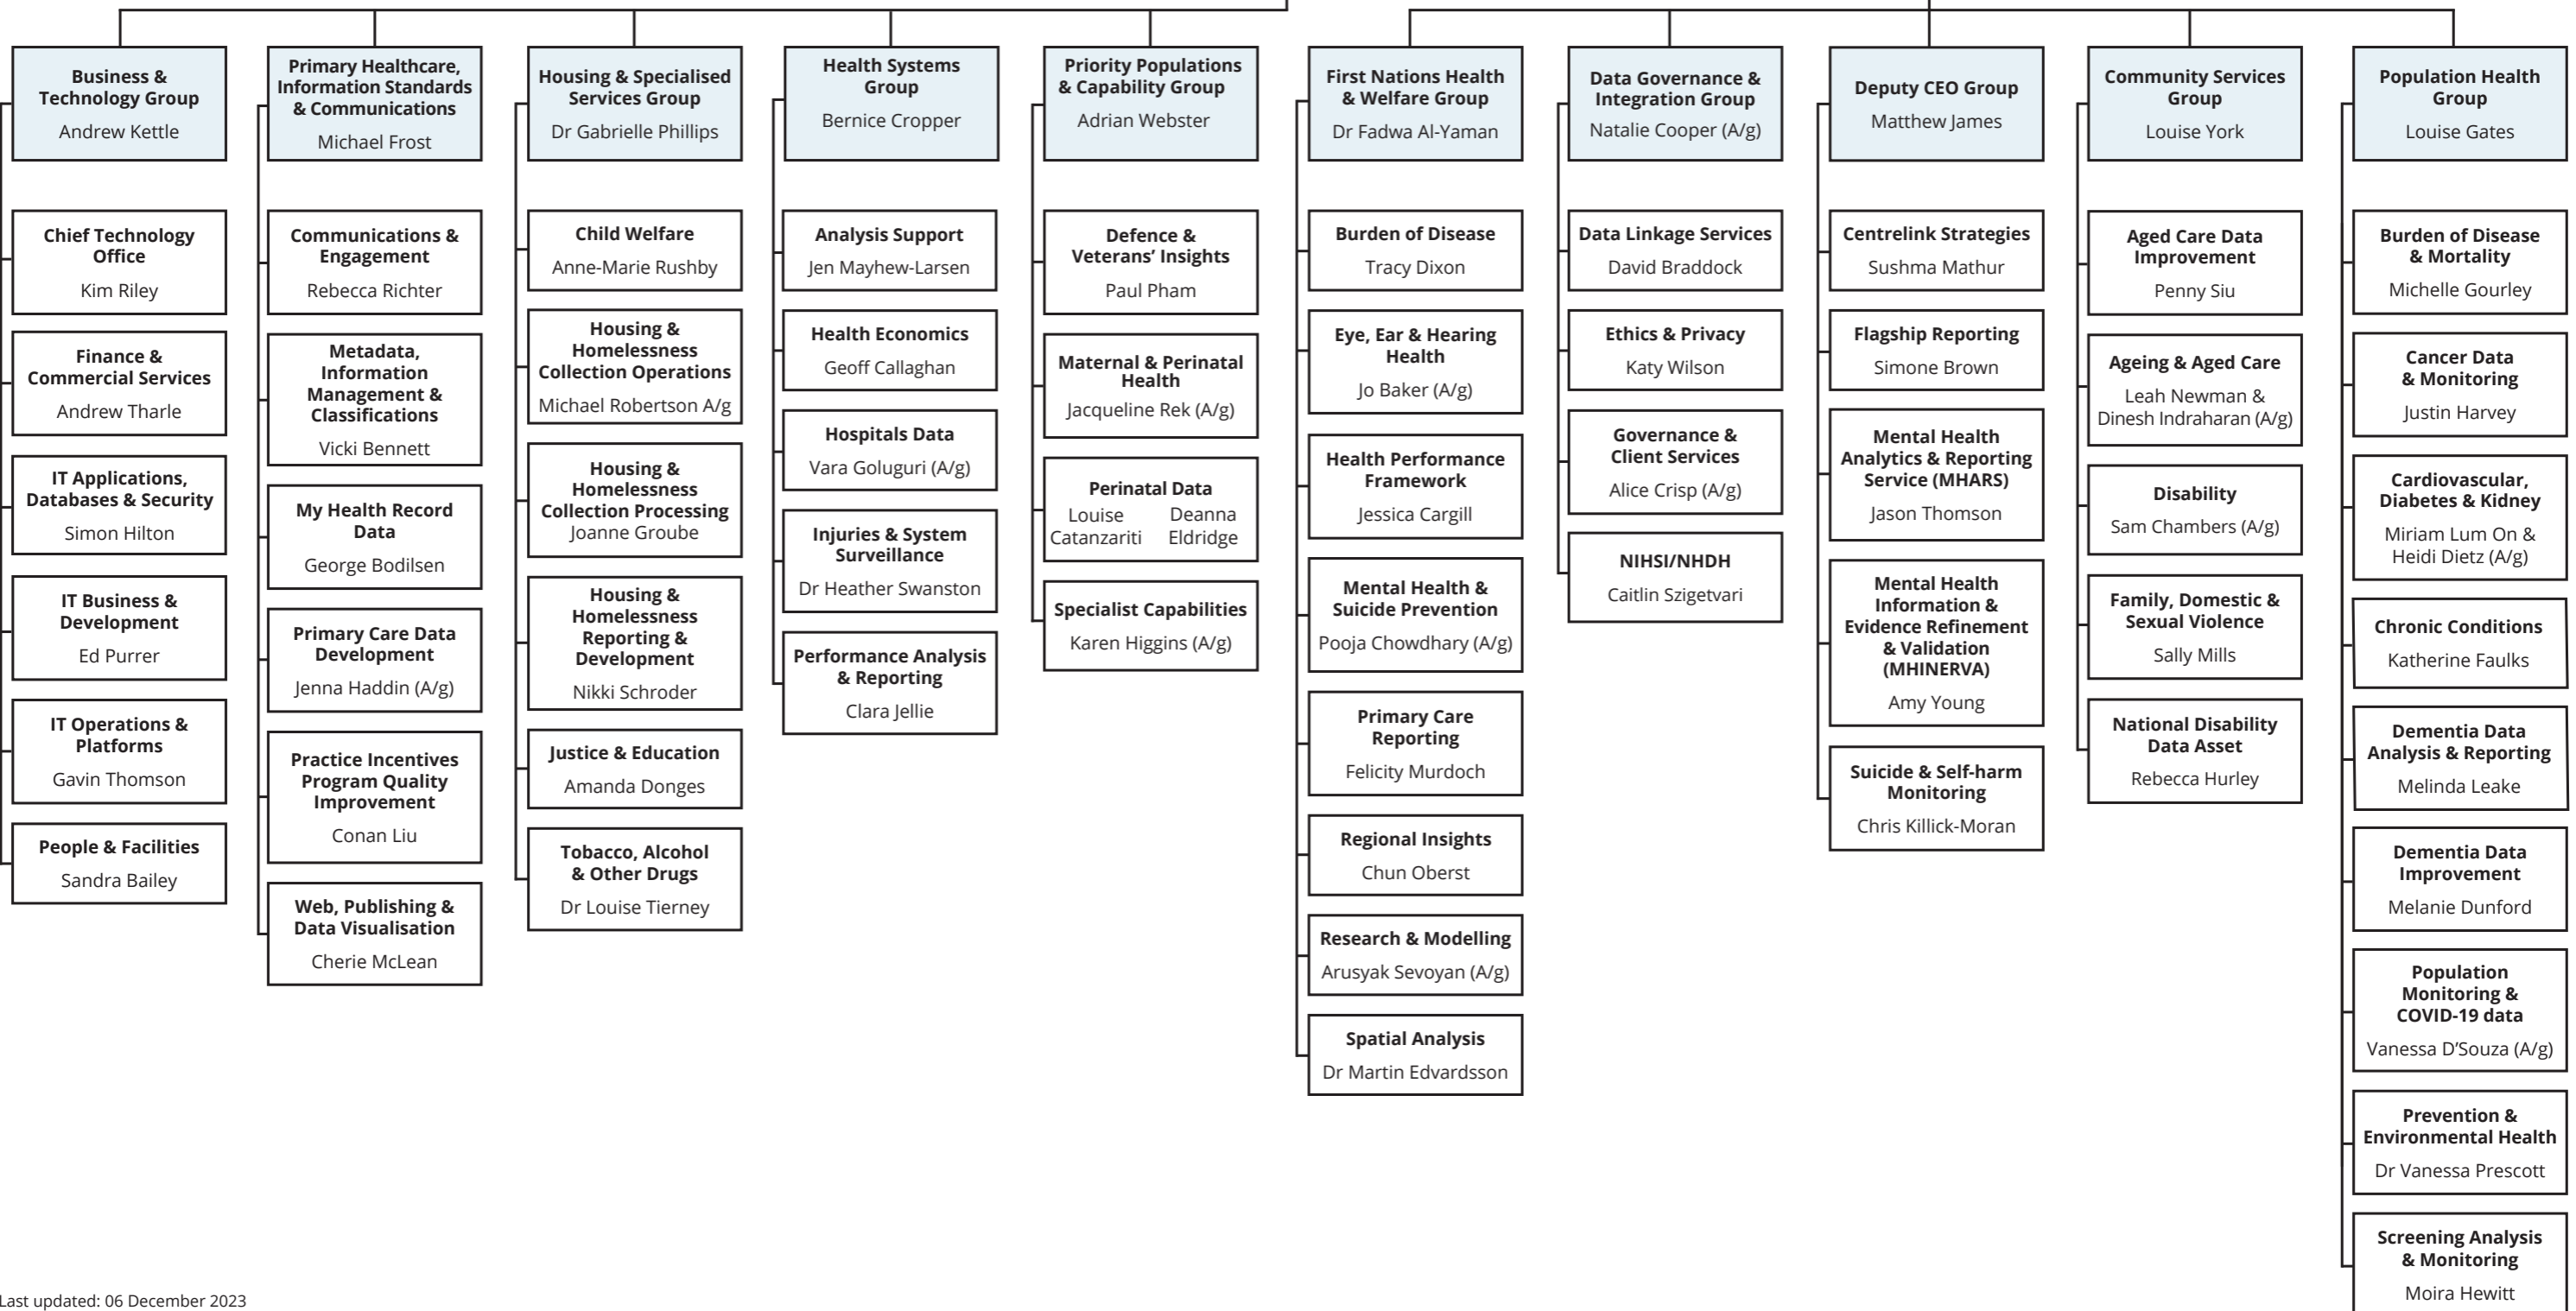 Business &
Technology Group
Andrew Kettle
Chief Technology
Office
Kim Riley
Finance &
Commercial Services
Andrew Tharle
IT Applications,
Databases & Security
Simon Hilton
IT Business &
Development
Ed Purrer
IT Operations &
Platforms
Gavin Thomson
People & Facilities
Sandra Bailey
Primary Healthcare,
Information Standards
& Communications
Michael Frost
Communications &
Engagement
Rebecca Richter
Metadata,
Information
Management &
Classifications
Vicki Bennett
My Health Record
Data
George Bodilsen
Primary Care Data
Development
Jenna Haddin (A/g)
Practice Incentives
Program Quality
Improvement
Conan Liu
Web, Publishing &
Data Visualisation
Cherie McLean
Housing & Specialised
Services Group
Dr Gabrielle Phillips
Child Welfare
Anne-Marie Rushby
Housing &
Homelessness
Collection Operations
Michael Robertson A/g
Housing &
Homelessness
Collection Processing
Joanne Groube
Housing &
Homelessness
Reporting &
Development
Nikki Schroder
Justice & Education
Amanda Donges
Tobacco, Alcohol
& Other Drugs
Dr Louise Tierney
Health Systems
Group
Bernice Cropper
Analysis Support
Jen Mayhew-Larsen
Health Economics
Geoff Callaghan
Hospitals Data
Vara Goluguri (A/g)
Injuries & System
Surveillance
Dr Heather Swanston
Performance Analysis
& Reporting
Clara Jellie
Priority Populations
& Capability Group
Adrian Webster
Defence &
Veterans’ Insights
Paul Pham
Maternal & Perinatal
Health
Jacqueline Rek (A/g)
Perinatal Data
Louise
Catanzariti
Deanna
Eldridge
Specialist Capabilities
Karen Higgins (A/g)
First Nations Health
& Welfare Group
Dr Fadwa Al-Yaman
Burden of Disease
Tracy Dixon
Eye, Ear & Hearing
Health
Jo Baker (A/g)
Health Performance
Framework
Jessica Cargill
Mental Health &
Suicide Prevention
Pooja Chowdhary (A/g)
Primary Care
Reporting
Felicity Murdoch
Regional Insights
Chun Oberst
Research & Modelling
Arusyak Sevoyan (A/g)
Spatial Analysis
Dr Martin Edvardsson
Data Governance &
Integration Group
Natalie Cooper (A/g)
Data Linkage Services
David Braddock
Ethics & Privacy
Katy Wilson
Governance &
Client Services
Alice Crisp (A/g)
NIHSI/NHDH
Caitlin Szigetvari
Deputy CEO Group
Matthew James
Centrelink Strategies
Sushma Mathur
Flagship Reporting
Simone Brown
Mental Health
Analytics & Reporting
Service (MHARS)
Jason Thomson
Mental Health
Information &
Evidence Refinement
& Validation
(MHINERVA)
Amy Young
Suicide & Self-harm
Monitoring
Chris Killick-Moran
Community Services
Group
Louise York
Aged Care Data
Improvement
Penny Siu
Ageing & Aged Care
Leah Newman &
Dinesh Indraharan (A/g)
Disability
Sam Chambers (A/g)
Family, Domestic &
Sexual Violence
Sally Mills
National Disability
Data Asset
Rebecca Hurley
Population Health
Group
Louise Gates
Burden of Disease
& Mortality
Michelle Gourley
Cancer Data
& Monitoring
Justin Harvey
Cardiovascular,
Diabetes & Kidney
Miriam Lum On &
Heidi Dietz (A/g)
Chronic Conditions
Katherine Faulks
Dementia Data
Analysis & Reporting
Melinda Leake
Dementia Data
Improvement
Melanie Dunford
Population
Monitoring &
COVID-19 data
Vanessa D’Souza (A/g)
Prevention &
Environmental Health
Dr Vanessa Prescott
Screening Analysis
& Monitoring
Moira Hewitt
Last updated: 06 December 2023